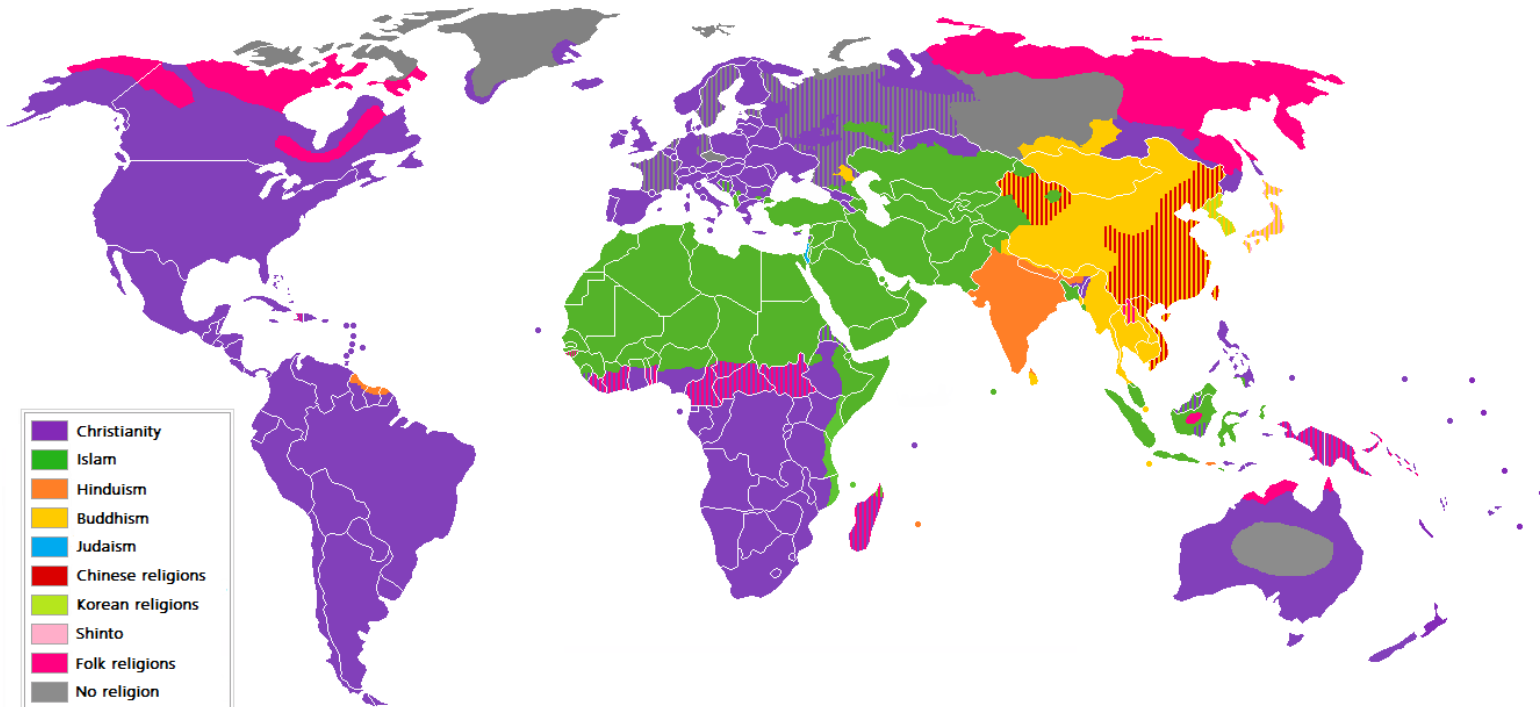 Christianity
Islam
Hinduism
Buddhism
Judaism
Chinese religions
Korean religions
Shinto
Folk religions
No religion